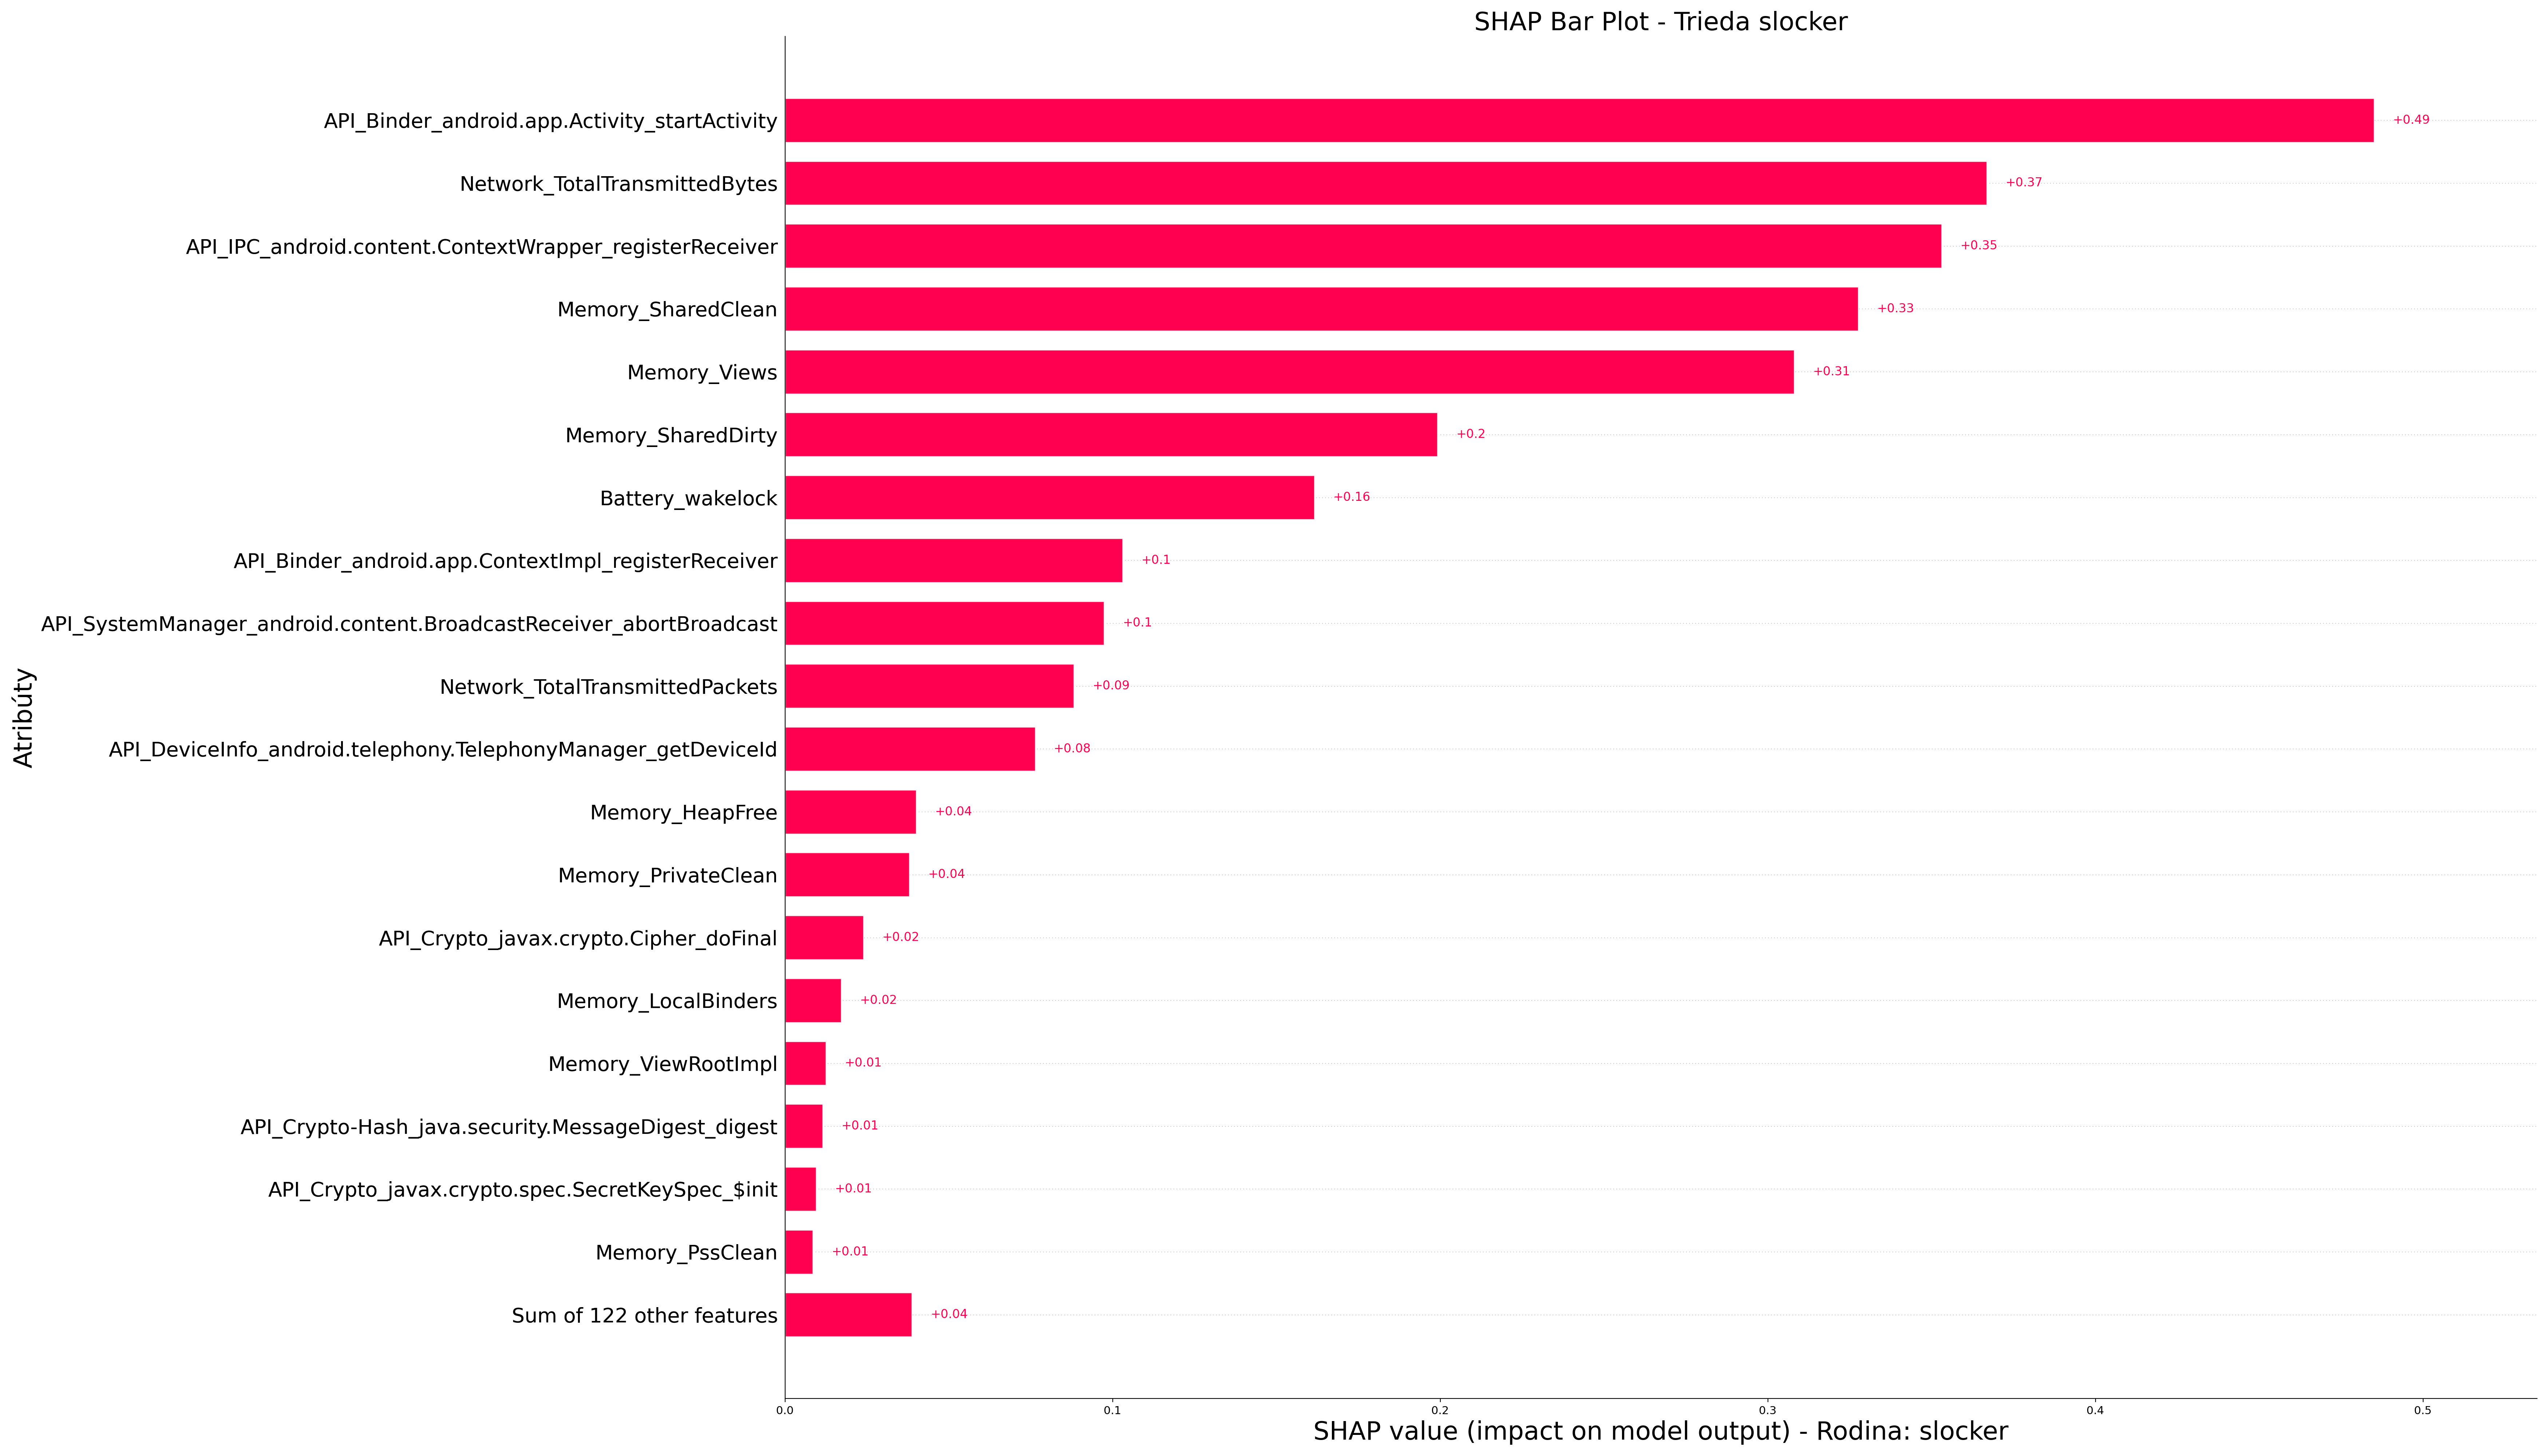 SHAP Bar Plot - Trieda slocker
API_Binder_android.app.Activity_startActivity +0.49
Network_TotalTransmittedBytes +0.37
API_IPC_android.content.ContextWrapper_registerReceiver +0.35
Memory_SharedClean +0.33
Memory_Views +0.31
Memory_SharedDirty +0.2
Battery_wakelock +0.16
API_Binder_android.app.ContextImpl_registerReceiver +0.1
API_SystemManager_android.content.BroadcastReceiver_abortBroadcast +0.1
Network_TotalTransmittedPackets +0.09
API_DeviceInfo_android.telephony.TelephonyManager_getDeviceId +0.08
Memory_HeapFree +0.04
Memory_PrivateClean +0.04
API_Crypto_javax.crypto.Cipher_doFinal +0.02
Memory_LocalBinders +0.02
Memory_ViewRootImpl +0.01
API_Crypto-Hash_java.security.MessageDigest_digest +0.01
API_Crypto_javax.crypto.spec.SecretKeySpec_$init +0.01
Memory_PssClean +0.01
Sum of 122 other features +0.04
Atribúty
0.0 0.1 0.2 0.3 0.4 0.5
SHAP value (impact on model output) - Rodina: slocker